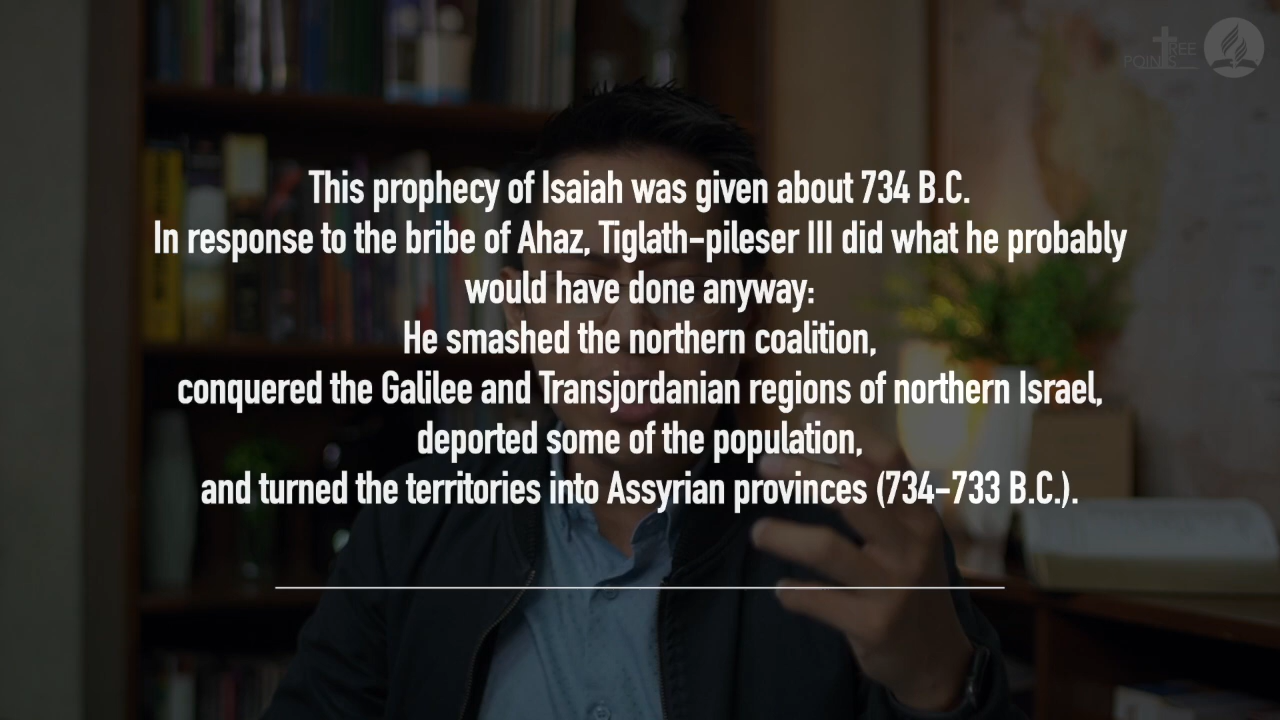 TREE
POINTS
This prophecy of Isaiah was given about 734 B.C.
In response to the bribe of Ahaz, Tiglath-pileser III did what he probably
would have done anyway:
He smashed the northern coalition,
conquered the Galilee and Transjordanian regions of northern Israel,
deported some of the population,
and turned the territories into Assyrian provinces (734-733 B.C.).